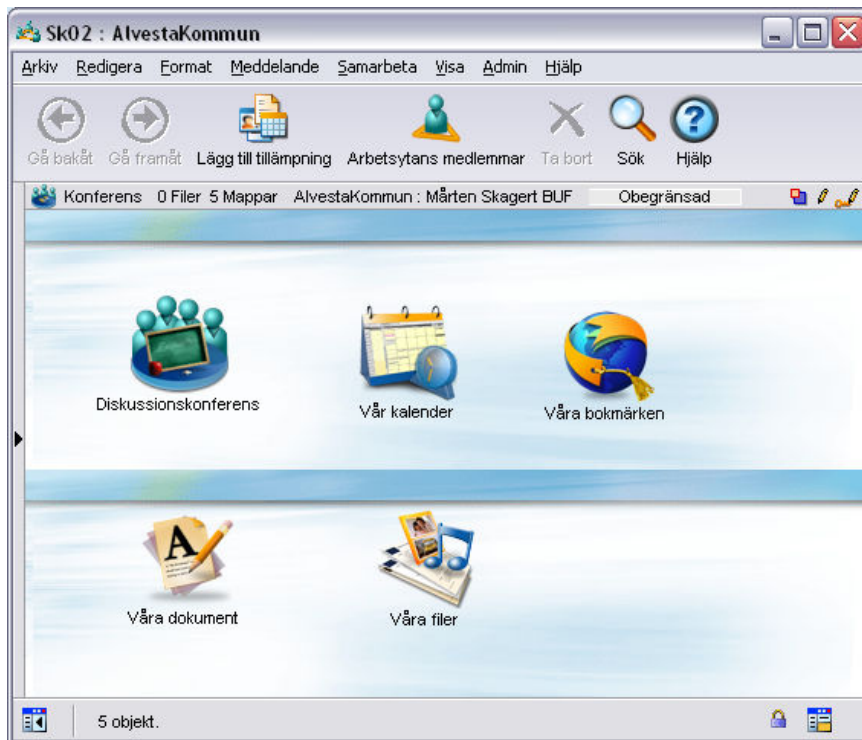 Sk02 : AlvestaKommun
Arkiv Redigera Format Meddelande Samarbeta Visa Admin Hjälp
Gå bakåt Gå framåt Lägg till tillämpning Arbetsytans medlemmar Ta bort Sök Hjälp
Konferens 0 Filer 5 Mappar AlvestaKommun : Mårten Skagert BUF Obegränsad
Diskussionskonferens Vår kalender Våra bokmärken
A
Våra dokument Våra filer
5 objekt.